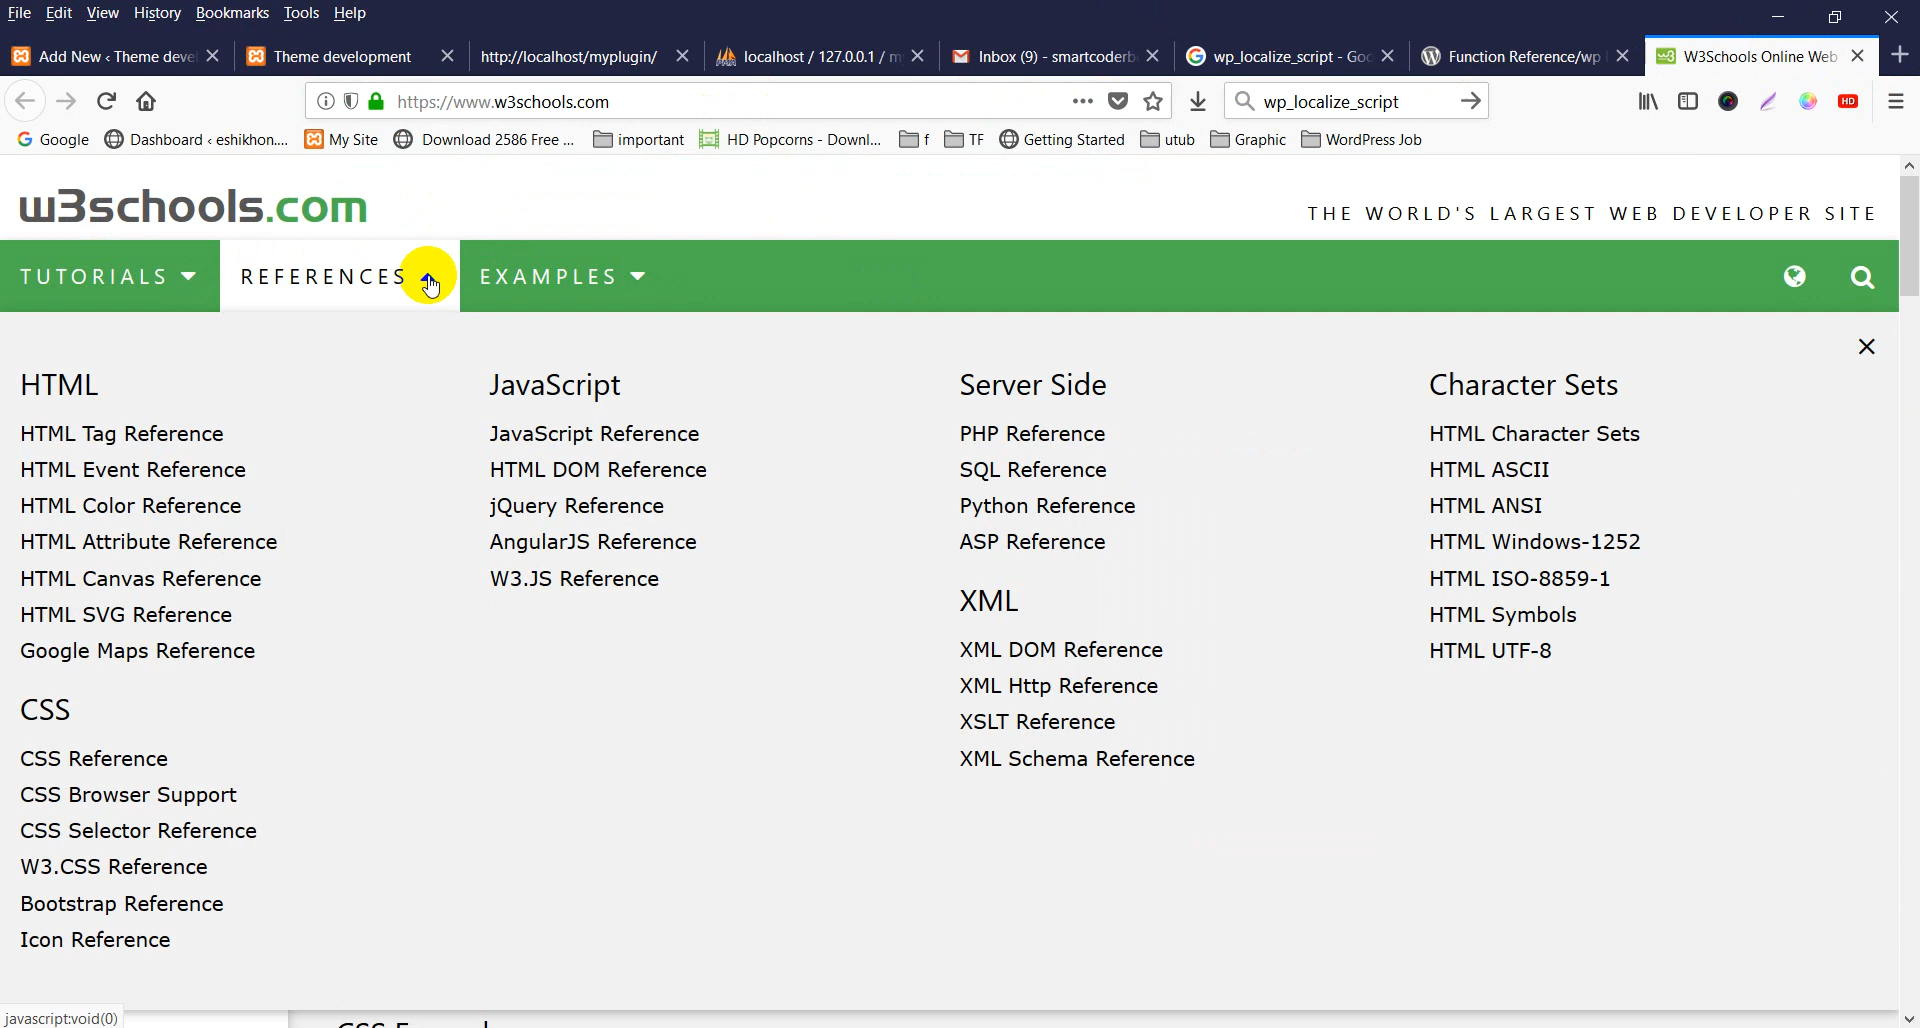 File Edit View History Bookmarks Tools Help
Add New ‹ Theme deve
Theme development
http://localhost/myplugin/
localhost / 127.0.0.1 / m
Inbox (9) - smartcoderb
wp_localize_script - Goo
Function Reference/wp
W3Schools Online Web
https://www.w3schools.com
wp_localize_script
HD
Google
Dashboard ‹ eshikhon....
My Site
Download 2586 Free ...
important
HD Popcorns - Downl...
f
TF
Getting Started
utub
Graphic
WordPress Job
w3schools.com
THE WORLD'S LARGEST WEB DEVELOPER SITE
TUTORIALS
REFERENCES
EXAMPLES
HTML
HTML Tag Reference
HTML Event Reference
HTML Color Reference
HTML Attribute Reference
HTML Canvas Reference
HTML SVG Reference
Google Maps Reference
CSS
CSS Reference
CSS Browser Support
CSS Selector Reference
W3.CSS Reference
Bootstrap Reference
Icon Reference
JavaScript
JavaScript Reference
HTML DOM Reference
jQuery Reference
AngularJS Reference
W3.JS Reference
Server Side
PHP Reference
SQL Reference
Python Reference
ASP Reference
XML
XML DOM Reference
XML Http Reference
XSLT Reference
XML Schema Reference
Character Sets
HTML Character Sets
HTML ASCII
HTML ANSI
HTML Windows-1252
HTML ISO-8859-1
HTML Symbols
HTML UTF-8
javascript:void(0)